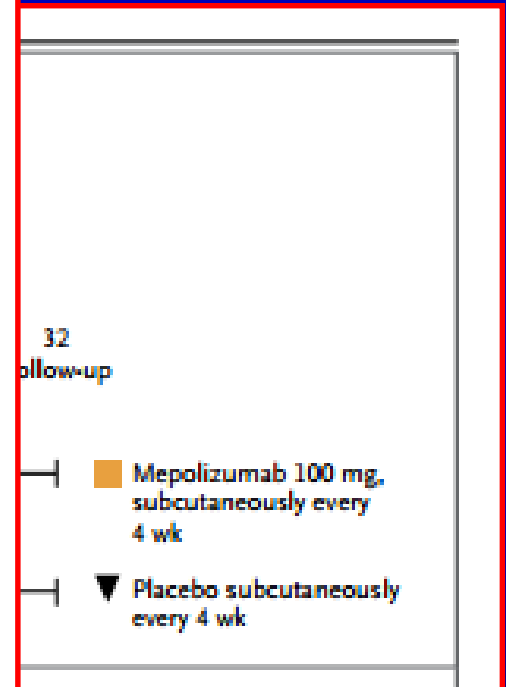 32
ollow-up
Mepolizumab 100 mg,
subcutaneously every
4 wk
Placebo subcutaneously
every 4 wk